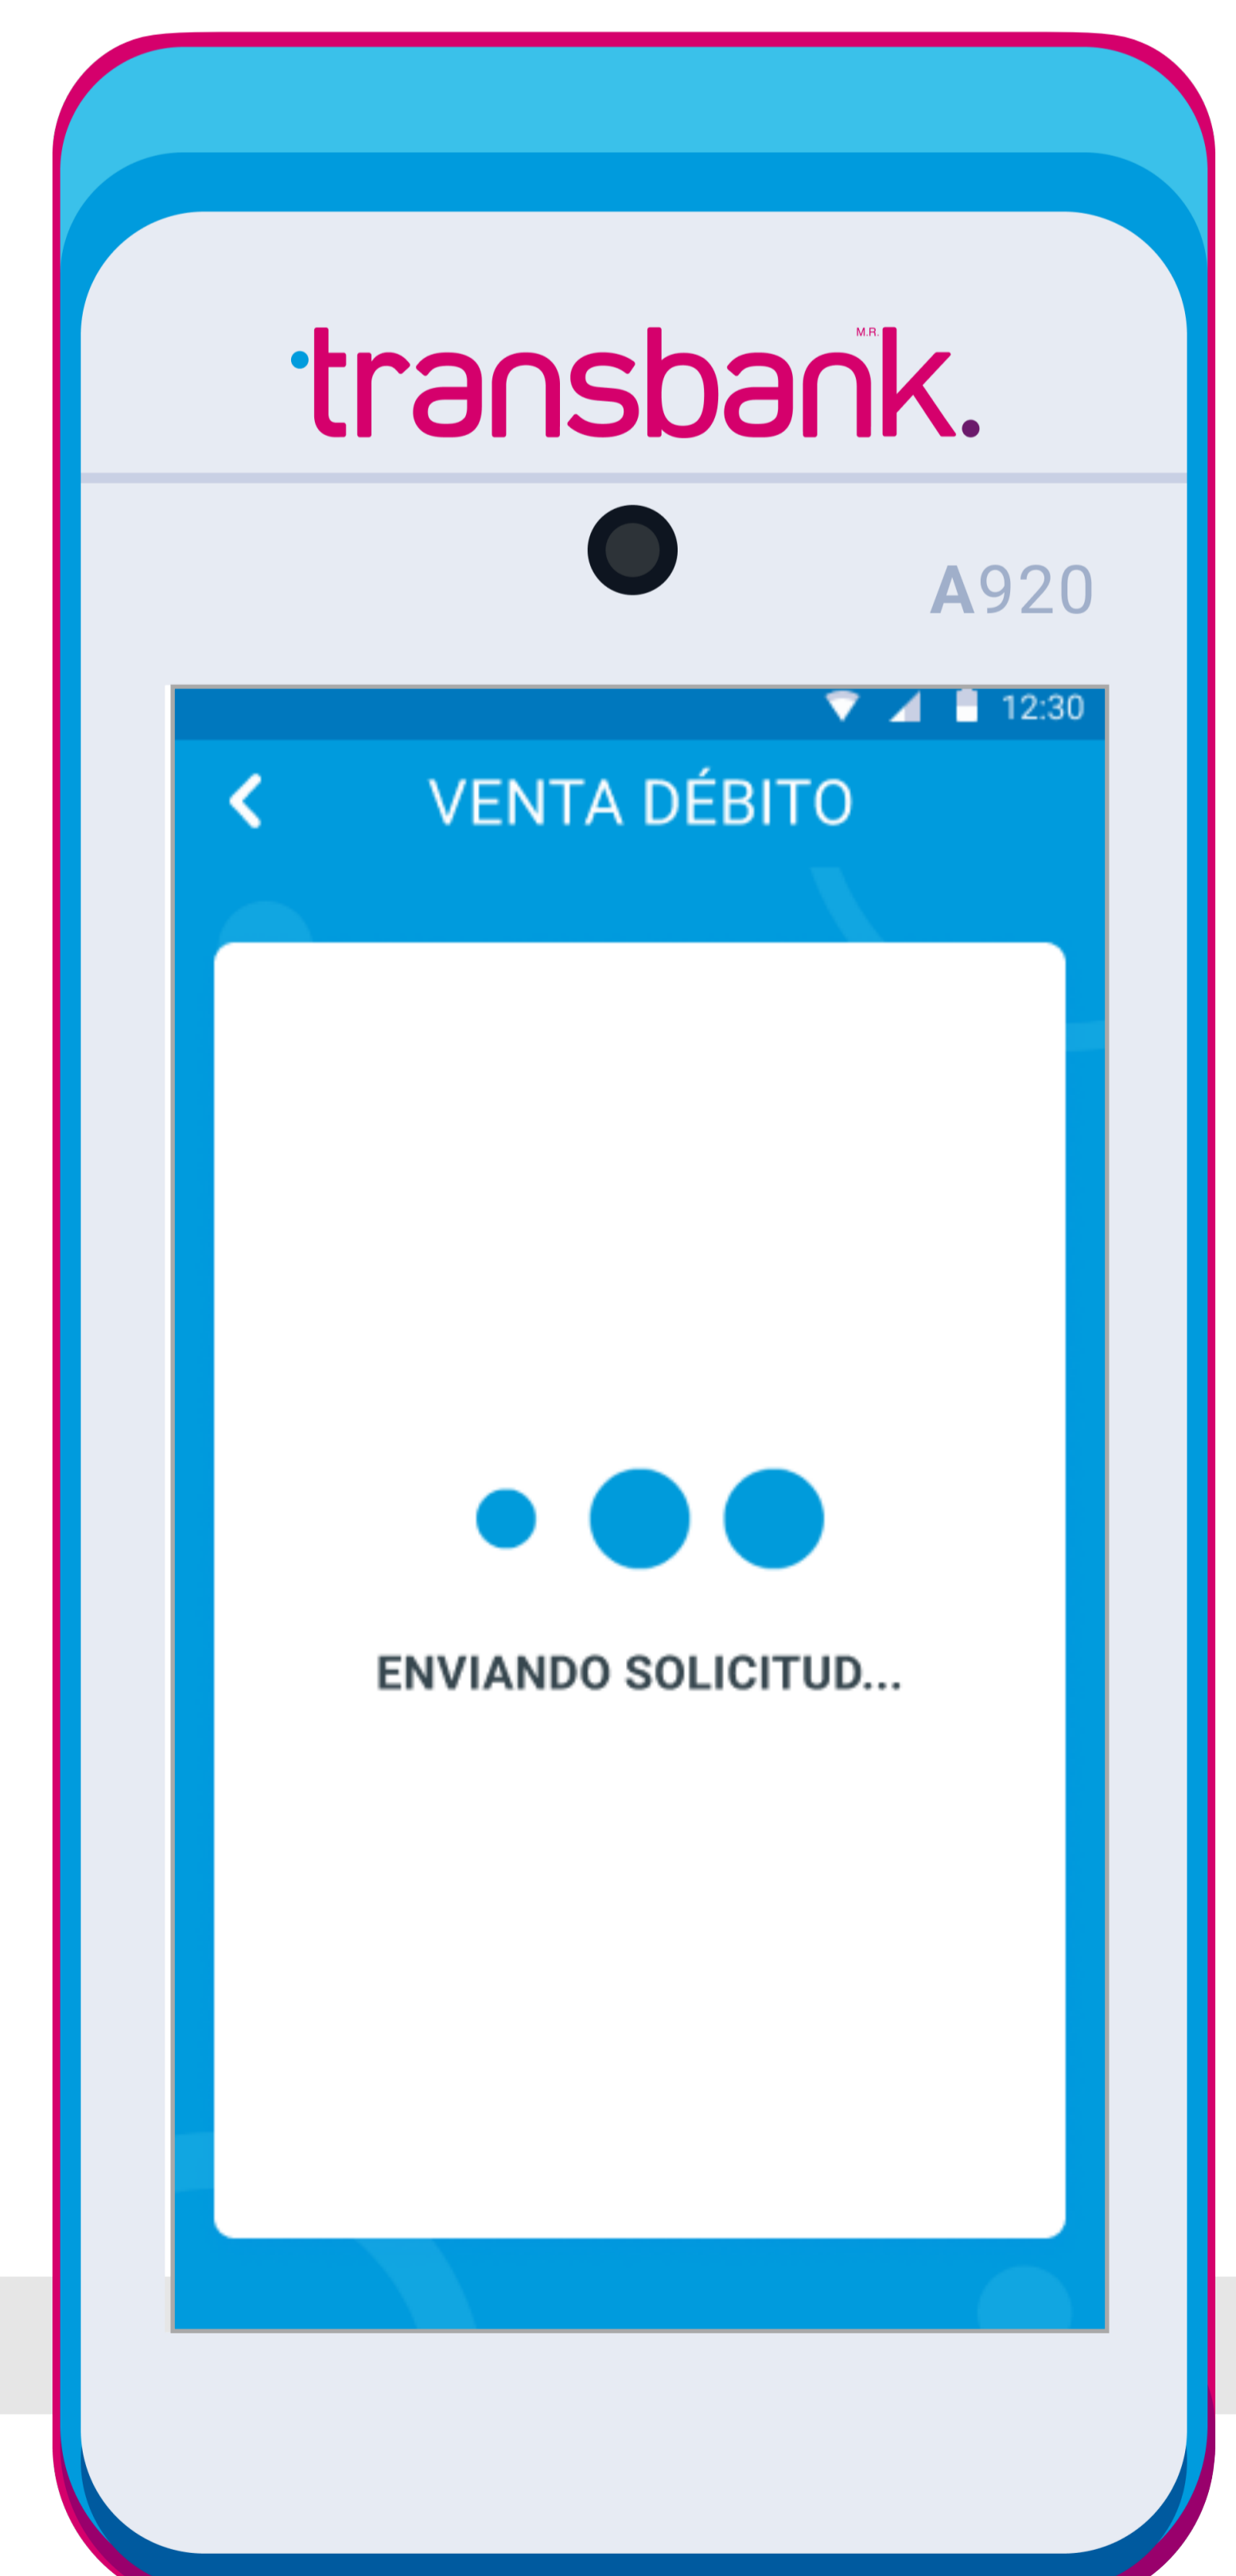 transbank.
M.R.
A920
12:30
VENTA DÉBITO
ENVIANDO SOLICITUD...